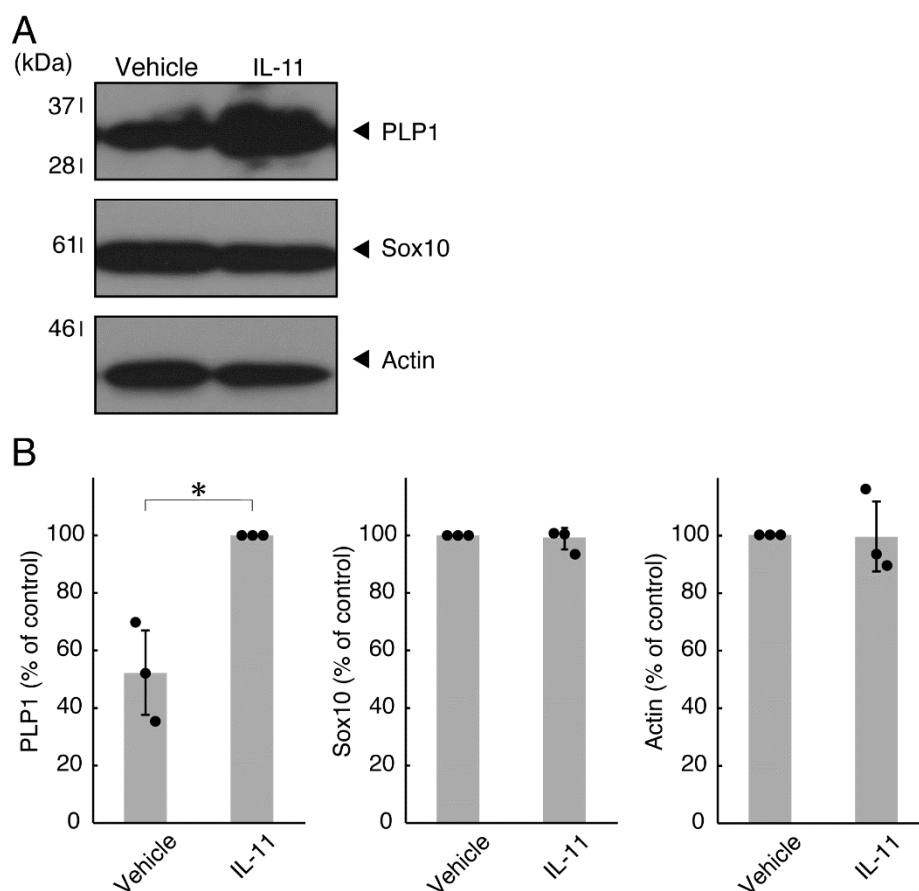 A
(kDa)
Vehicle IL-11
37
28
◄ PLP1
61
◄ Sox10
46
◄ Actin
B
PLP1 (% of control)
100
80
60
40
20
0
*
Vehicle
IL-11
Sox10 (% of control)
100
80
60
40
20
0
Vehicle
IL-11
Actin (% of control)
100
80
60
40
20
0
Vehicle
IL-11